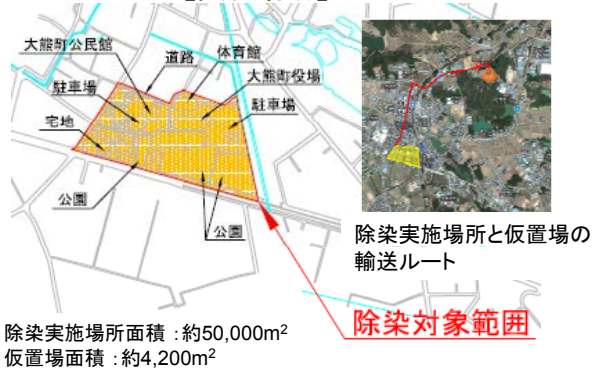 大熊町公民館
道路
体育館
大熊町役場
駐車場
駐車場
宅地
公園
公園
除染実施場所と仮置場の
輸送ルート
除染対象範囲
除染実施場所面積：約50,000m²
仮置場面積：約4,200m²